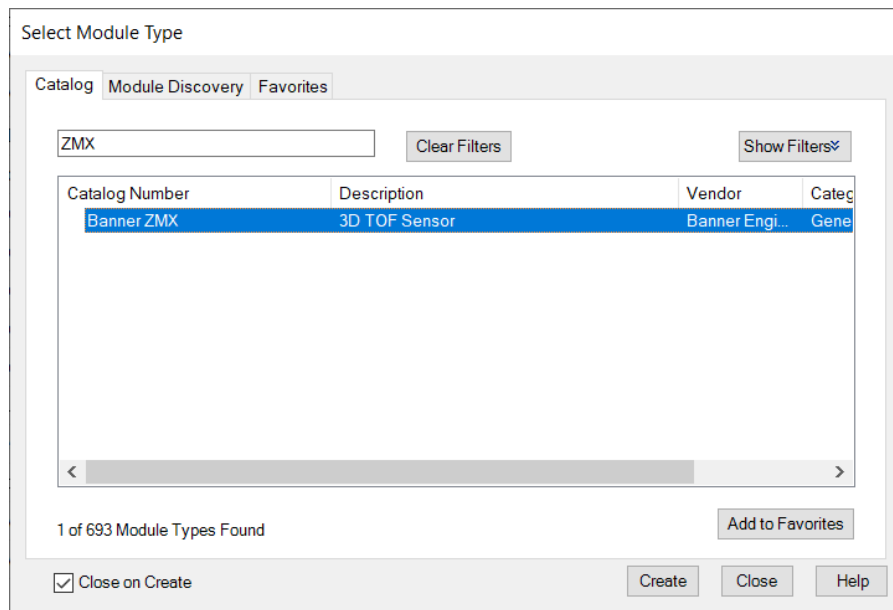 Select Module Type
Catalog Module Discovery Favorites
ZMX Clear Filters Show Filters
Catalog Number Description Vendor Categ
Banner ZMX 3D TOF Sensor Banner Engi... Gene
1 of 693 Module Types Found Add to Favorites
Close on Create Create Close Help